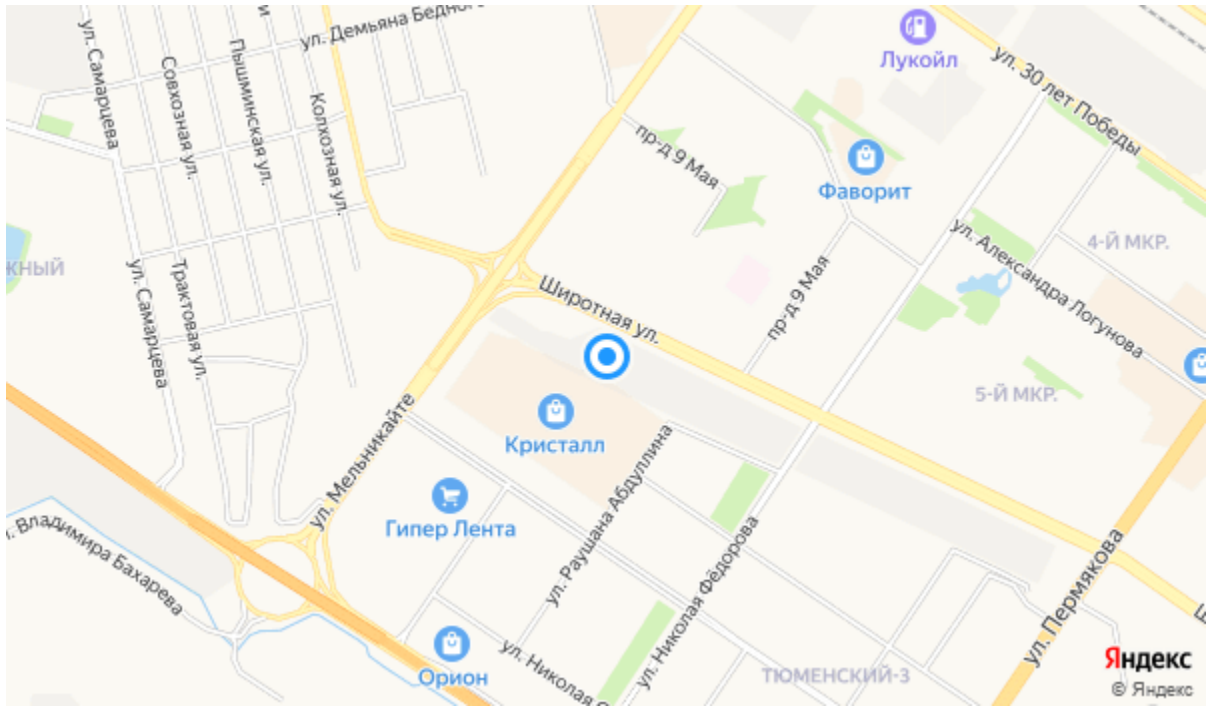 ул. Самарцева
Совхозная ул.
Пышминская ул.
и
ул. Демьяна Бедного
Колхозная ул.
Лукойл
ул. 30 лет Победы
пр-д 9 Мая
Фаворит
ул. Александра Логунова
4-Й МКР.
ЖНЫЙ
ул. Самарцева
Трактовая ул.
Широтная ул.
пр-д 9 Мая
5-Й МКР.
Кристалл
ул. Мельникайте
Гипер Лента
ул. Раушана Абдуллина
ул. Николая Фёдорова
л. Владимира Бахарева
ул. Пермякова
Орион
ул. Николая
ТЮМЕНСКИЙ-3
Яндекс
© Яндекс